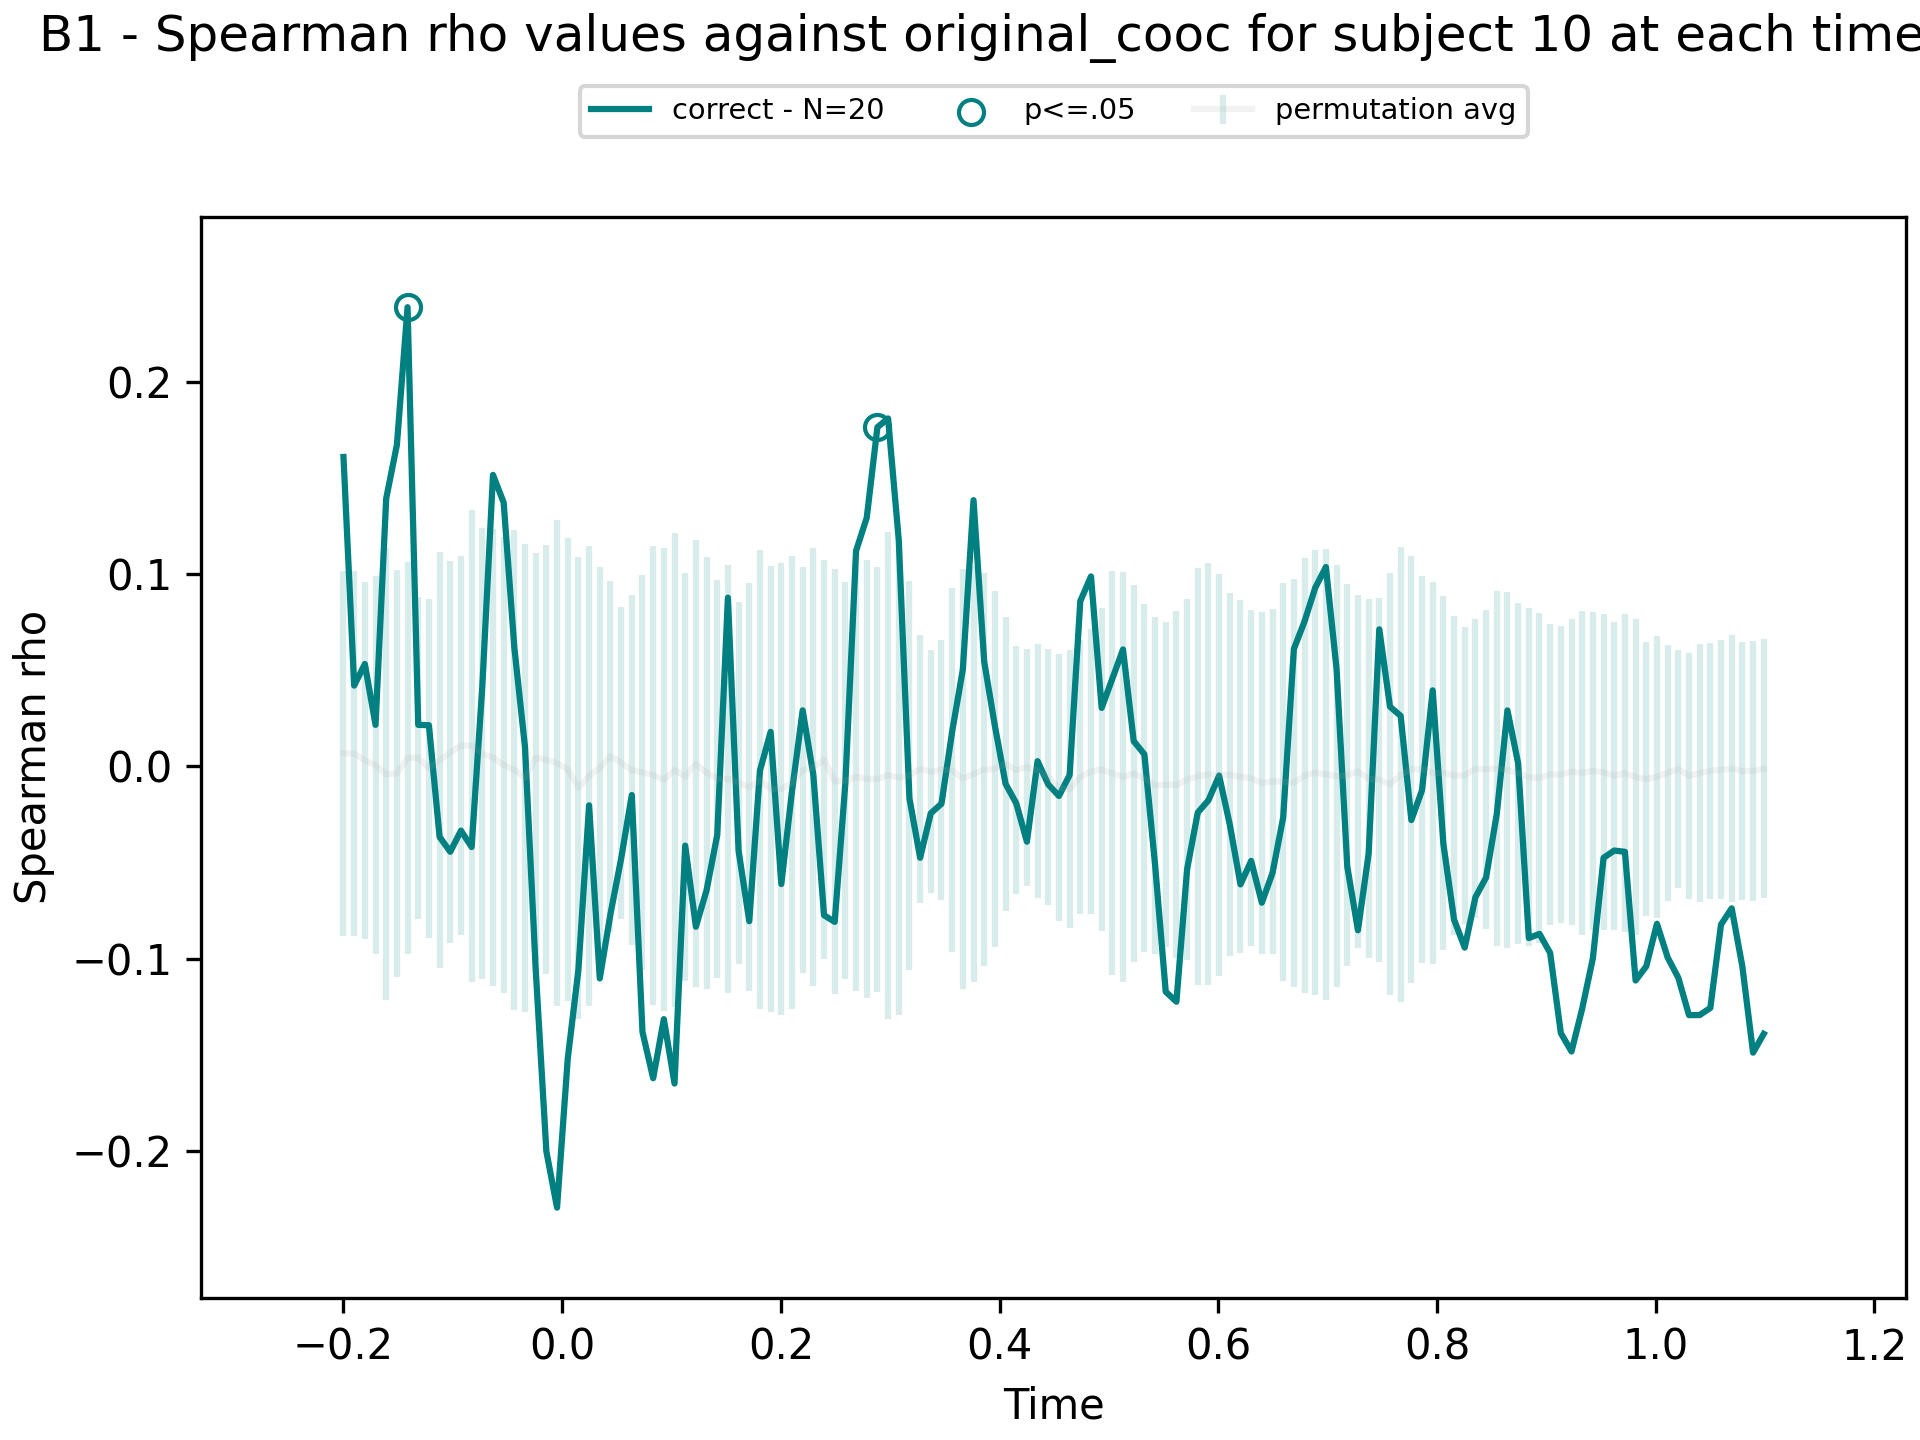 B1 - Spearman rho values against original_cooc for subject 10 at each time
correct - N=20 p<=.05 permutation avg
Spearman rho
0.2
0.1
0.0
−0.1
−0.2
−0.2 0.0 0.2 0.4 0.6 0.8 1.0 1.2
Time